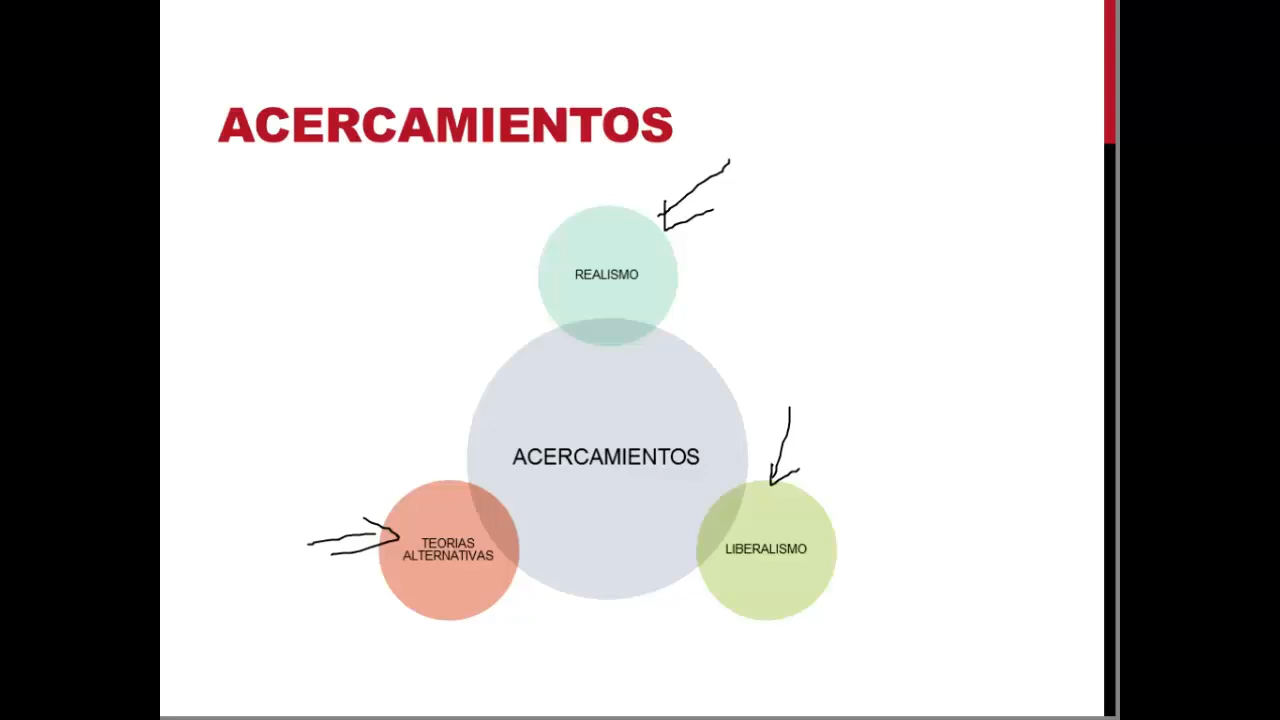 ACERCAMIENTOS
REALISMO
ACERCAMIENTOS
TEORIAS
ALTERNATIVAS
LIBERALISMO